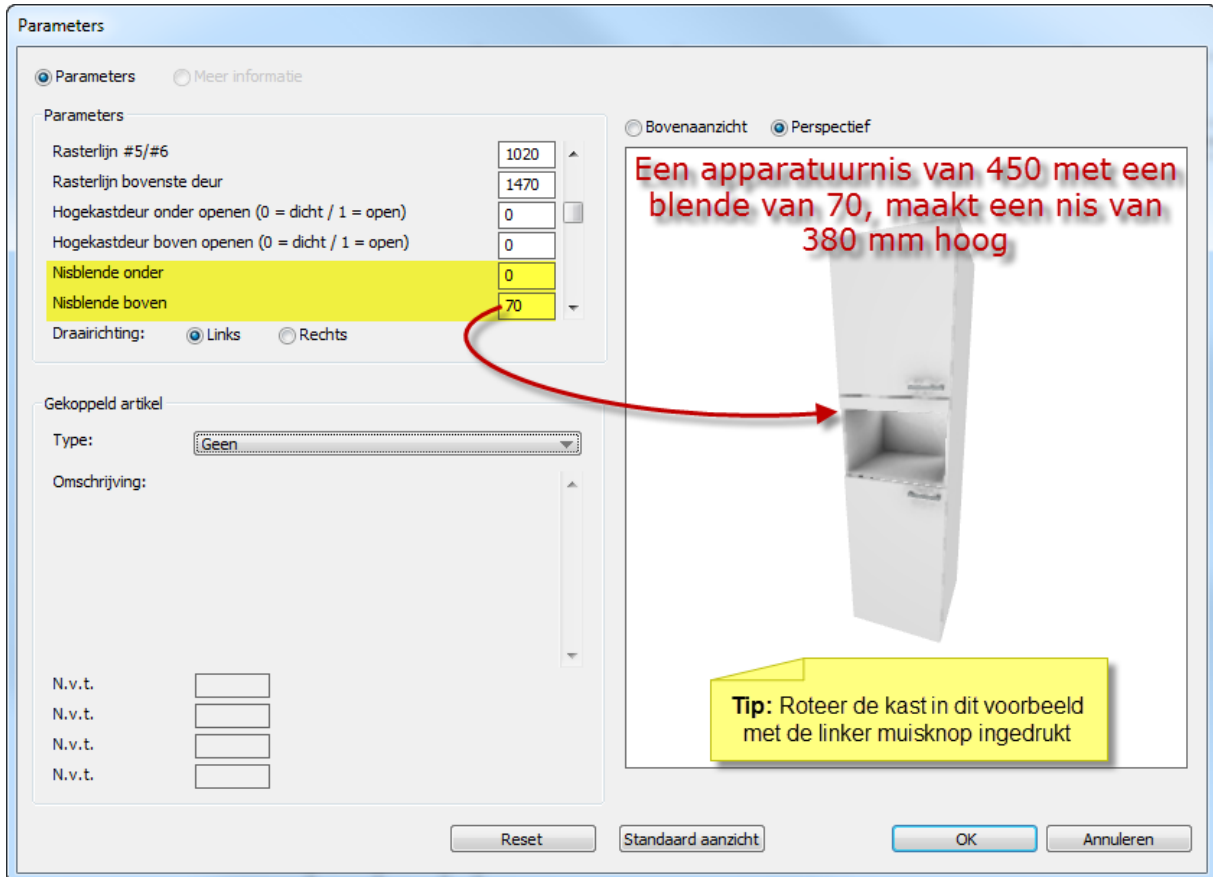 Parameters
Parameters
Meer informatie
Parameters
Rasterlijn #5/#6
1020
Rasterlijn bovenste deur
1470
Hogekastdeur onder openen (0 = dicht / 1 = open)
0
Hogekastdeur boven openen (0 = dicht / 1 = open)
0
Nisblende onder
0
Nisblende boven
70
Draairichting:
Links
Rechts
Gekoppeld artikel
Type:
Geen
Omschrijving:
N.v.t.
N.v.t.
N.v.t.
N.v.t.
Bovenaanzicht
Perspectief
Een apparatuurnis van 450 met een
blende van 70, maakt een nis van
380 mm hoog
Tip: Roteer de kast in dit voorbeeld
met de linker muisknop ingedrukt
Reset
Standaard aanzicht
OK
Annuleren